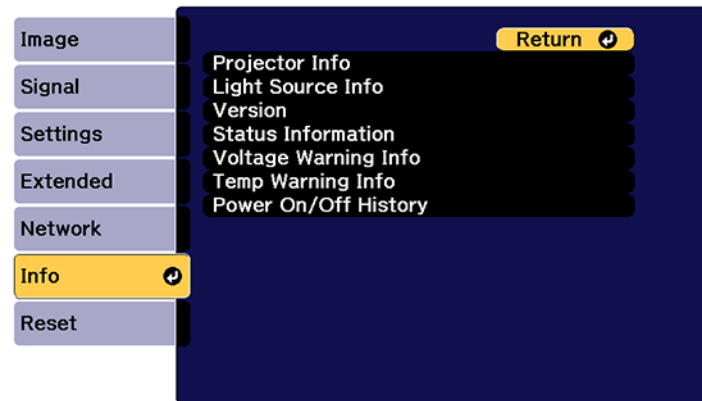 Image
Signal
Settings
Extended
Network
Info
Reset
Return
Projector Info
Light Source Info
Version
Status Information
Voltage Warning Info
Temp Warning Info
Power On/Off History